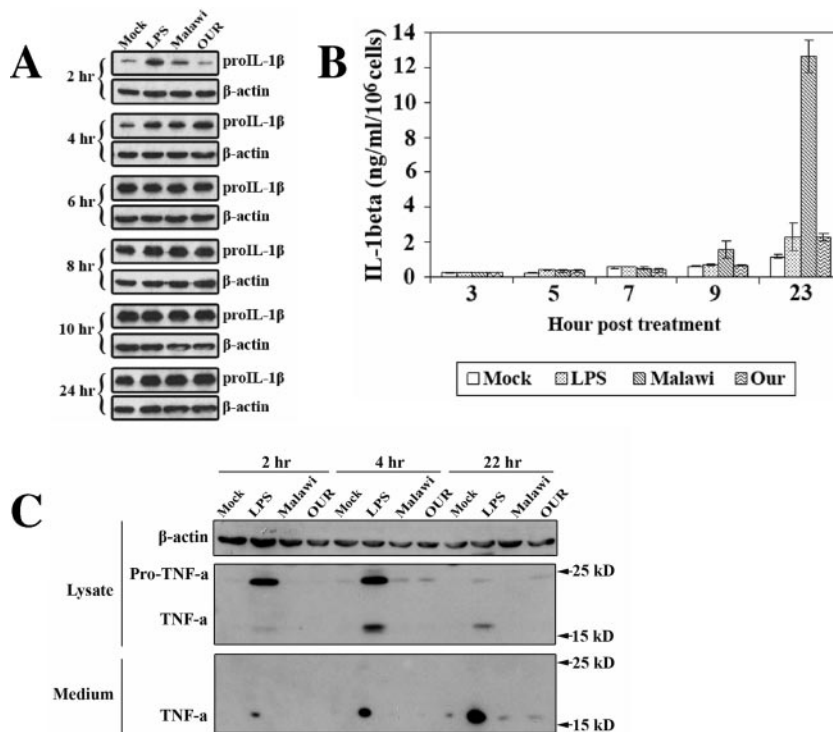 A
Mock LPS Malawi OUR
2 hr
proIL-1β
β-actin
4 hr
proIL-1β
β-actin
6 hr
proIL-1β
β-actin
8 hr
proIL-1β
β-actin
10 hr
proIL-1β
β-actin
24 hr
proIL-1β
β-actin
B
IL-1beta (ng/ml/10⁶ cells)
14
12
10
8
6
4
2
0
3 5 7 9 23
Hour post treatment
Mock LPS Malawi Our
C
2 hr 4 hr 22 hr
Mock LPS Malawi OUR Mock LPS Malawi OUR Mock LPS Malawi OUR
Lysate
β-actin
Pro-TNF-a
25 kD
TNF-a
15 kD
Medium
25 kD
TNF-a
15 kD